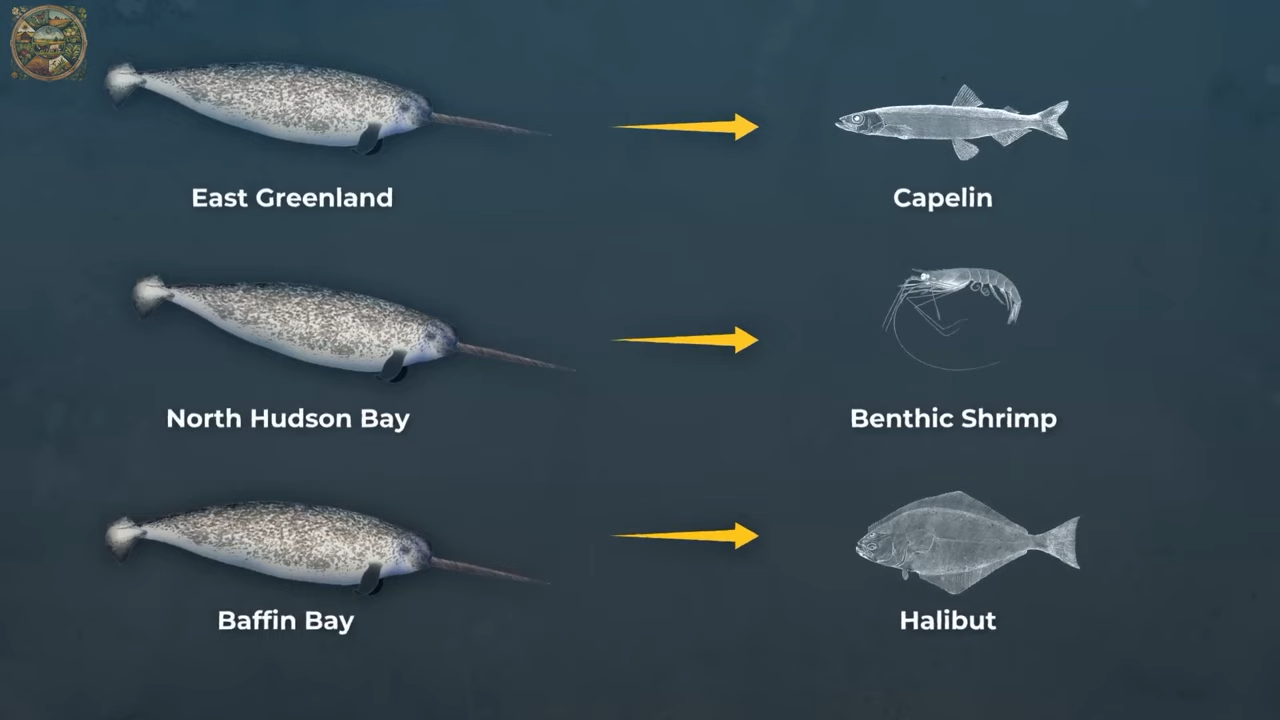 East Greenland
Capelin
North Hudson Bay
Benthic Shrimp
Baffin Bay
Halibut